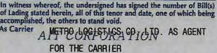 In witness whereof, the undersigned has signed the number of Bill(s)
of Lading stated herein, all of this tenor and date, one of which being
accomplished, the others to stand void.
As Carrier METRO LOGISTICS CO., LTD. AS AGENT
CORPORATION
FOR THE CARRIER